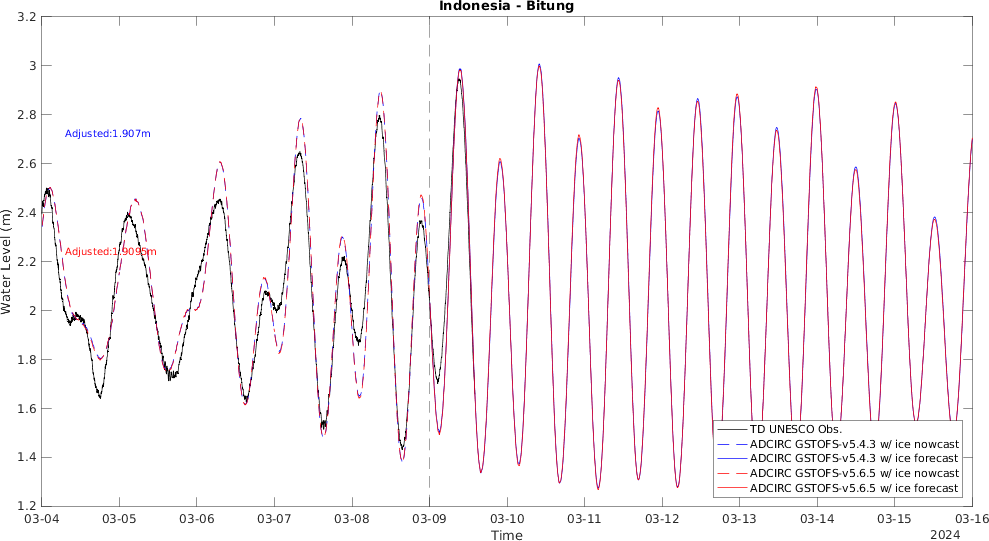 Indonesia - Bitung
3.2
3
2.8
2.6
2.4
2.2
2
1.8
1.6
1.4
1.2
Water Level (m)
Adjusted:1.907m
Adjusted:1.9095m
TD UNESCO Obs.
ADCIRC GSTOFS-v5.4.3 w/ ice nowcast
ADCIRC GSTOFS-v5.4.3 w/ ice forecast
ADCIRC GSTOFS-v5.6.5 w/ ice nowcast
ADCIRC GSTOFS-v5.6.5 w/ ice forecast
03-04 03-05 03-06 03-07 03-08 03-09 03-10 03-11 03-12 03-13 03-14 03-15 03-16
Time
2024